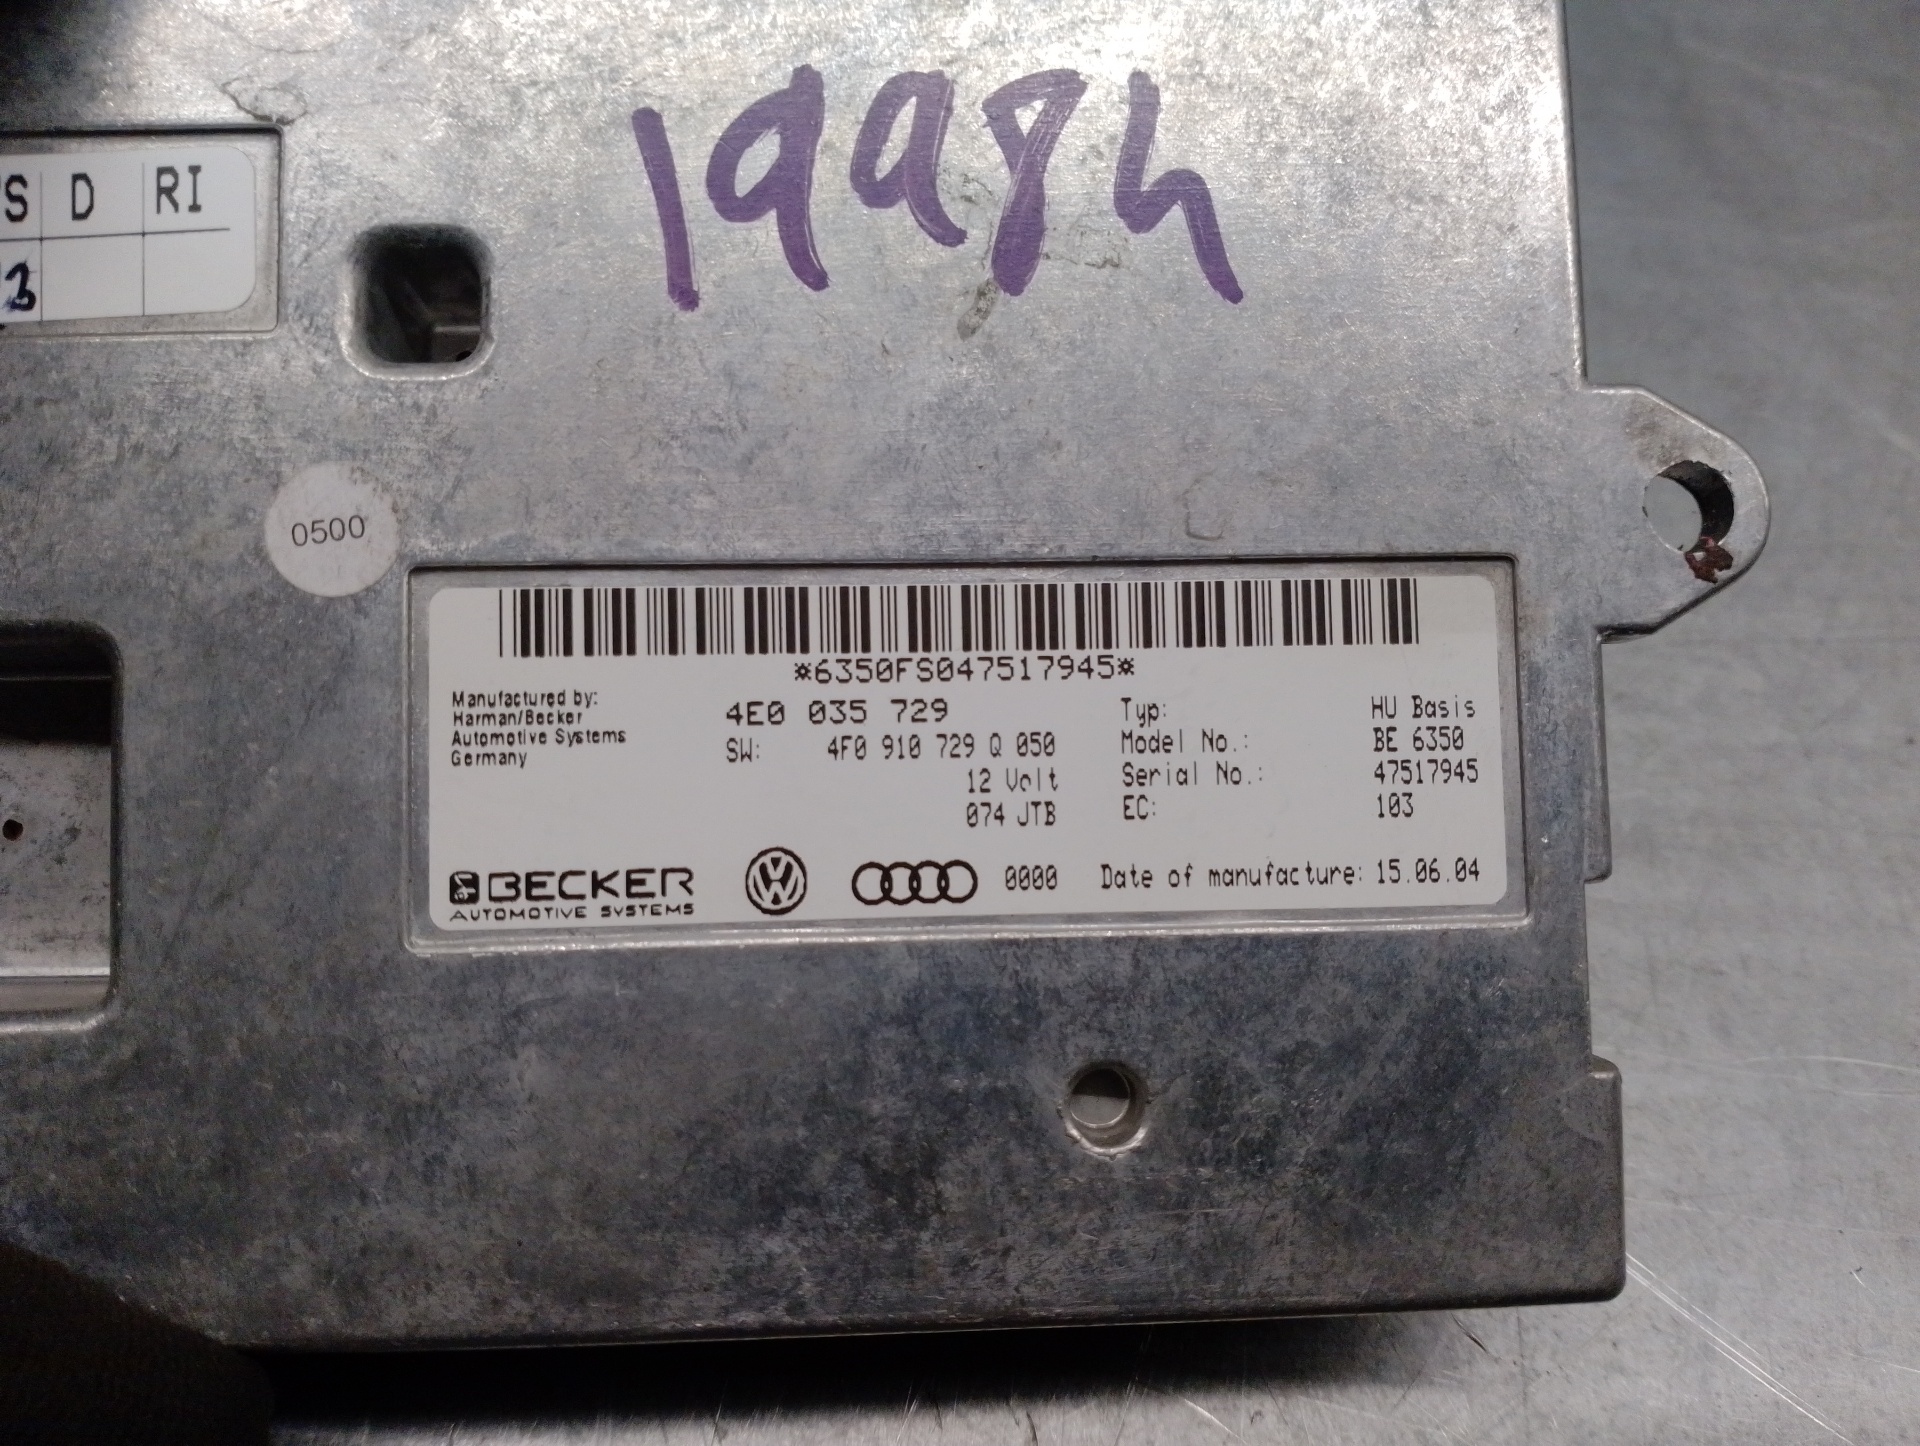 1998h
S D RI
3
0500
*6350FS047517945*
Manufactured by:
Harman/Becker
Automotive Systems
Germany
4E0 035 729
SW: 4F0 910 729 Q 050
12 Volt
074 JTB
Typ: HU Basis
Model No.: BE 6350
Serial No.: 47517945
EC: 103
BECKER
AUTOMOTIVE SYSTEMS
0000
Date of manufacture: 15.06.04